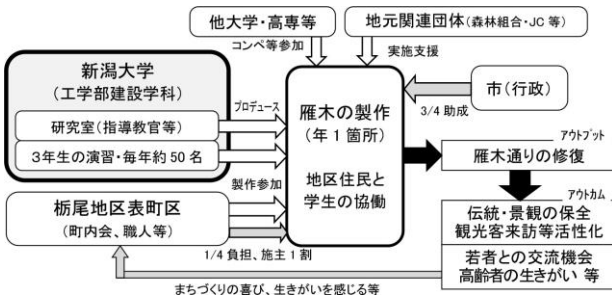 他大学・高専等
地元関連団体(森林組合・JC 等)
コンペ等参加
実施支援
新潟大学
(工学部建設学科)
研究室(指導教官等)
3年生の演習・毎年約 50 名
プロデュース
製作参加
雁木の製作
(年 1 箇所)
地区住民と
学生の協働
市(行政)
3/4 助成
アウトプット
雁木通りの修復
アウトカム
伝統・景観の保全
観光客来訪等活性化
若者との交流機会
高齢者の生きがい 等
栃尾地区表町区
(町内会、職人等)
1/4 負担、施主 1 割
まちづくりの喜び、生きがいを感じる等